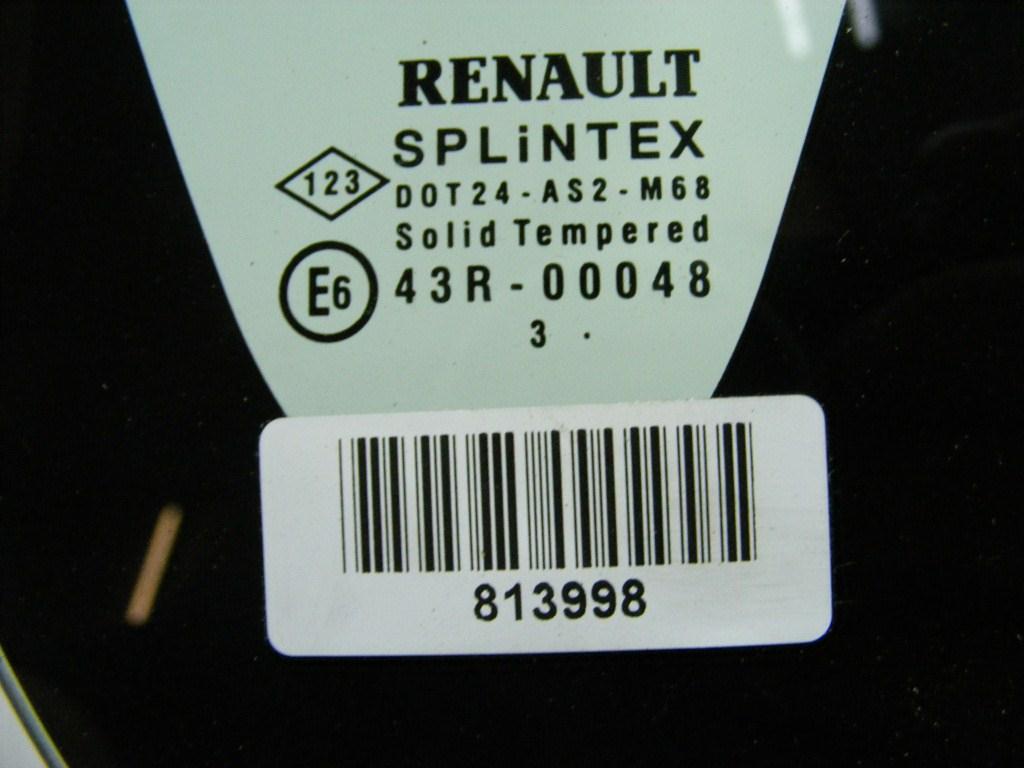 RENAULT
SPLiNTEX
123
DOT24-AS2-M68
Solid Tempered
E6
43R-00048
3 .
813998